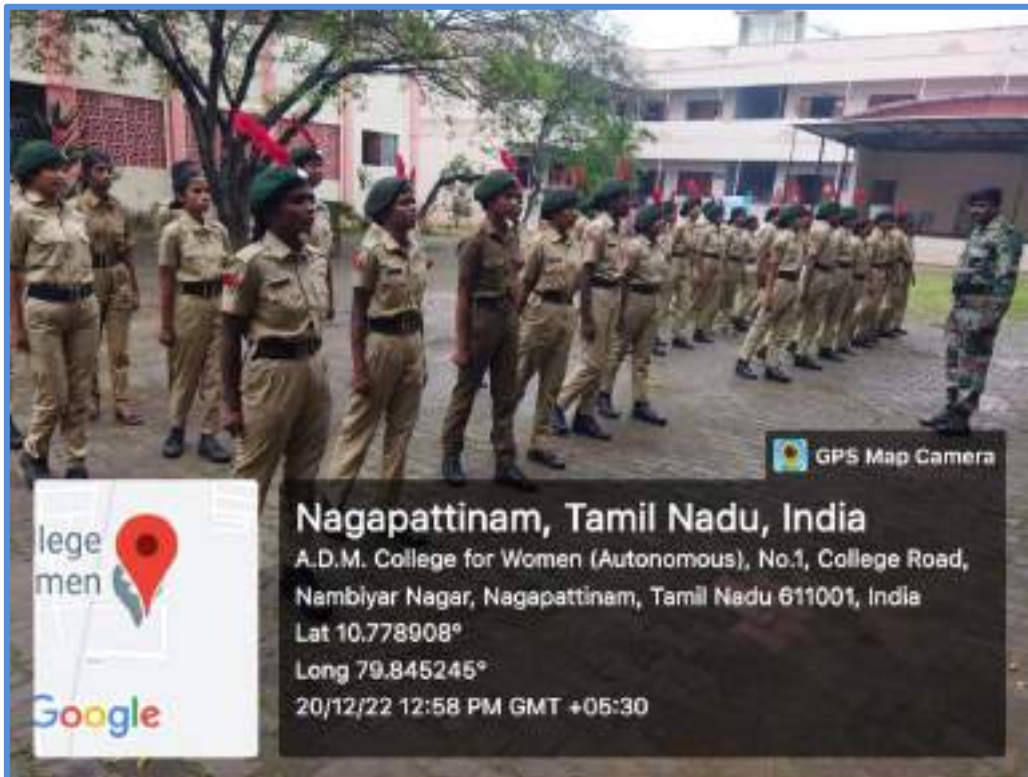 GPS Map Camera
lege
men
Google
Nagapattinam, Tamil Nadu, India
A.D.M. College for Women (Autonomous), No.1, College Road,
Nambiyar Nagar, Nagapattinam, Tamil Nadu 611001, India
Lat 10.778908°
Long 79.845245°
20/12/22 12:58 PM GMT +05:30